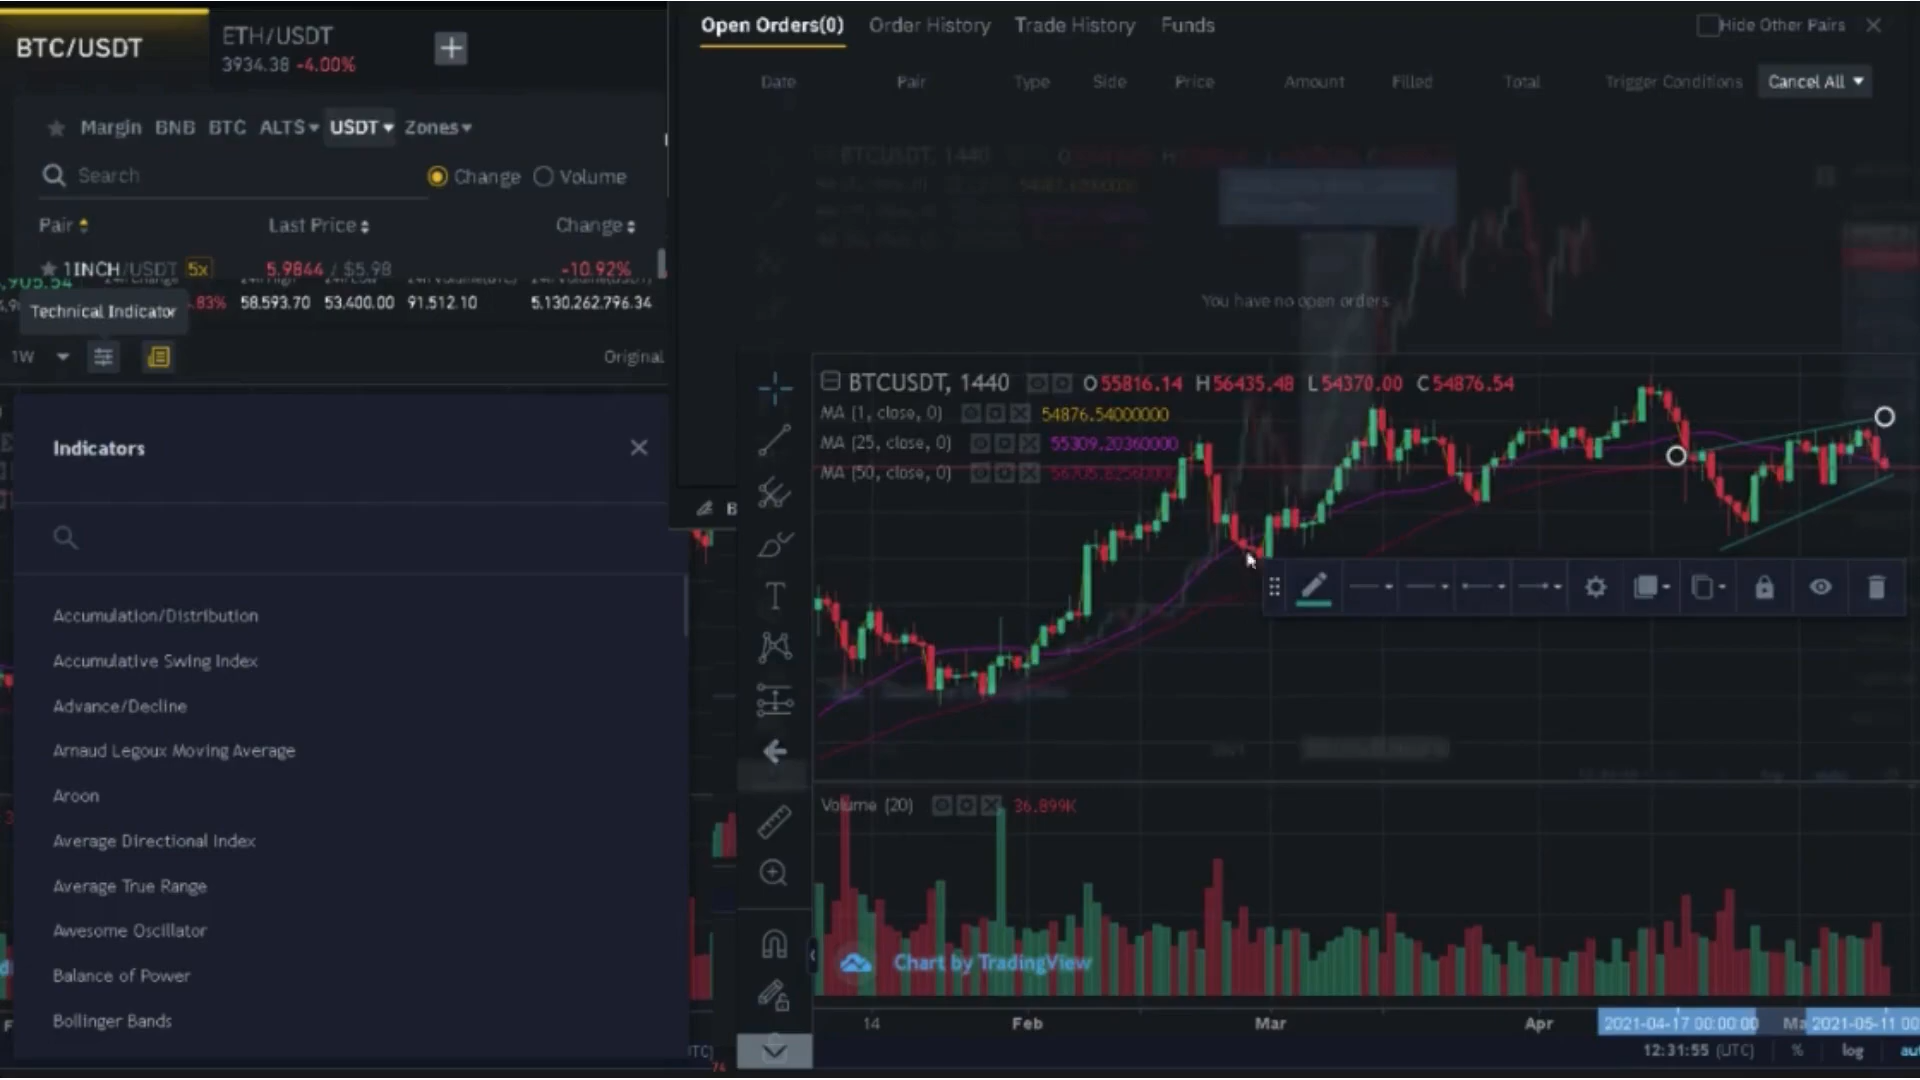 BTC/USDT
ETH/USDT
3934.38 -4.00%
Margin BNB BTC ALTS USDT Zones
Search
Change Volume
Pair Last Price Change
1INCH/USDT 5x 5.9844 / $5.98 -10.92%
.83% 58.593.70 53.400.00 91.512.10 5.130.262.796.34
Technical Indicator
1W Original
Indicators
Accumulation/Distribution
Accumulative Swing Index
Advance/Decline
Arnaud Legoux Moving Average
Aroon
Average Directional Index
Average True Range
Awesome Oscillator
Balance of Power
Bollinger Bands
Open Orders(0) Order History Trade History Funds Hide Other Pairs
Date Pair Type Side Price Amount Filled Total Trigger Conditions Cancel All
BTCUSDT, 1440
You have no open orders
BTCUSDT, 1440 O 55816.14 H 56435.48 L 54370.00 C 54876.54
MA (1, close, 0) 54876.54000000
MA (25, close, 0) 55309.20360000
MA (50, close, 0)
Volume (20) 36.899K
Chart by TradingView
14 Feb Mar Apr 2021-04-17 00:00:00 Ma 2021-05-11 00
12:31:55 (UTC) % log au